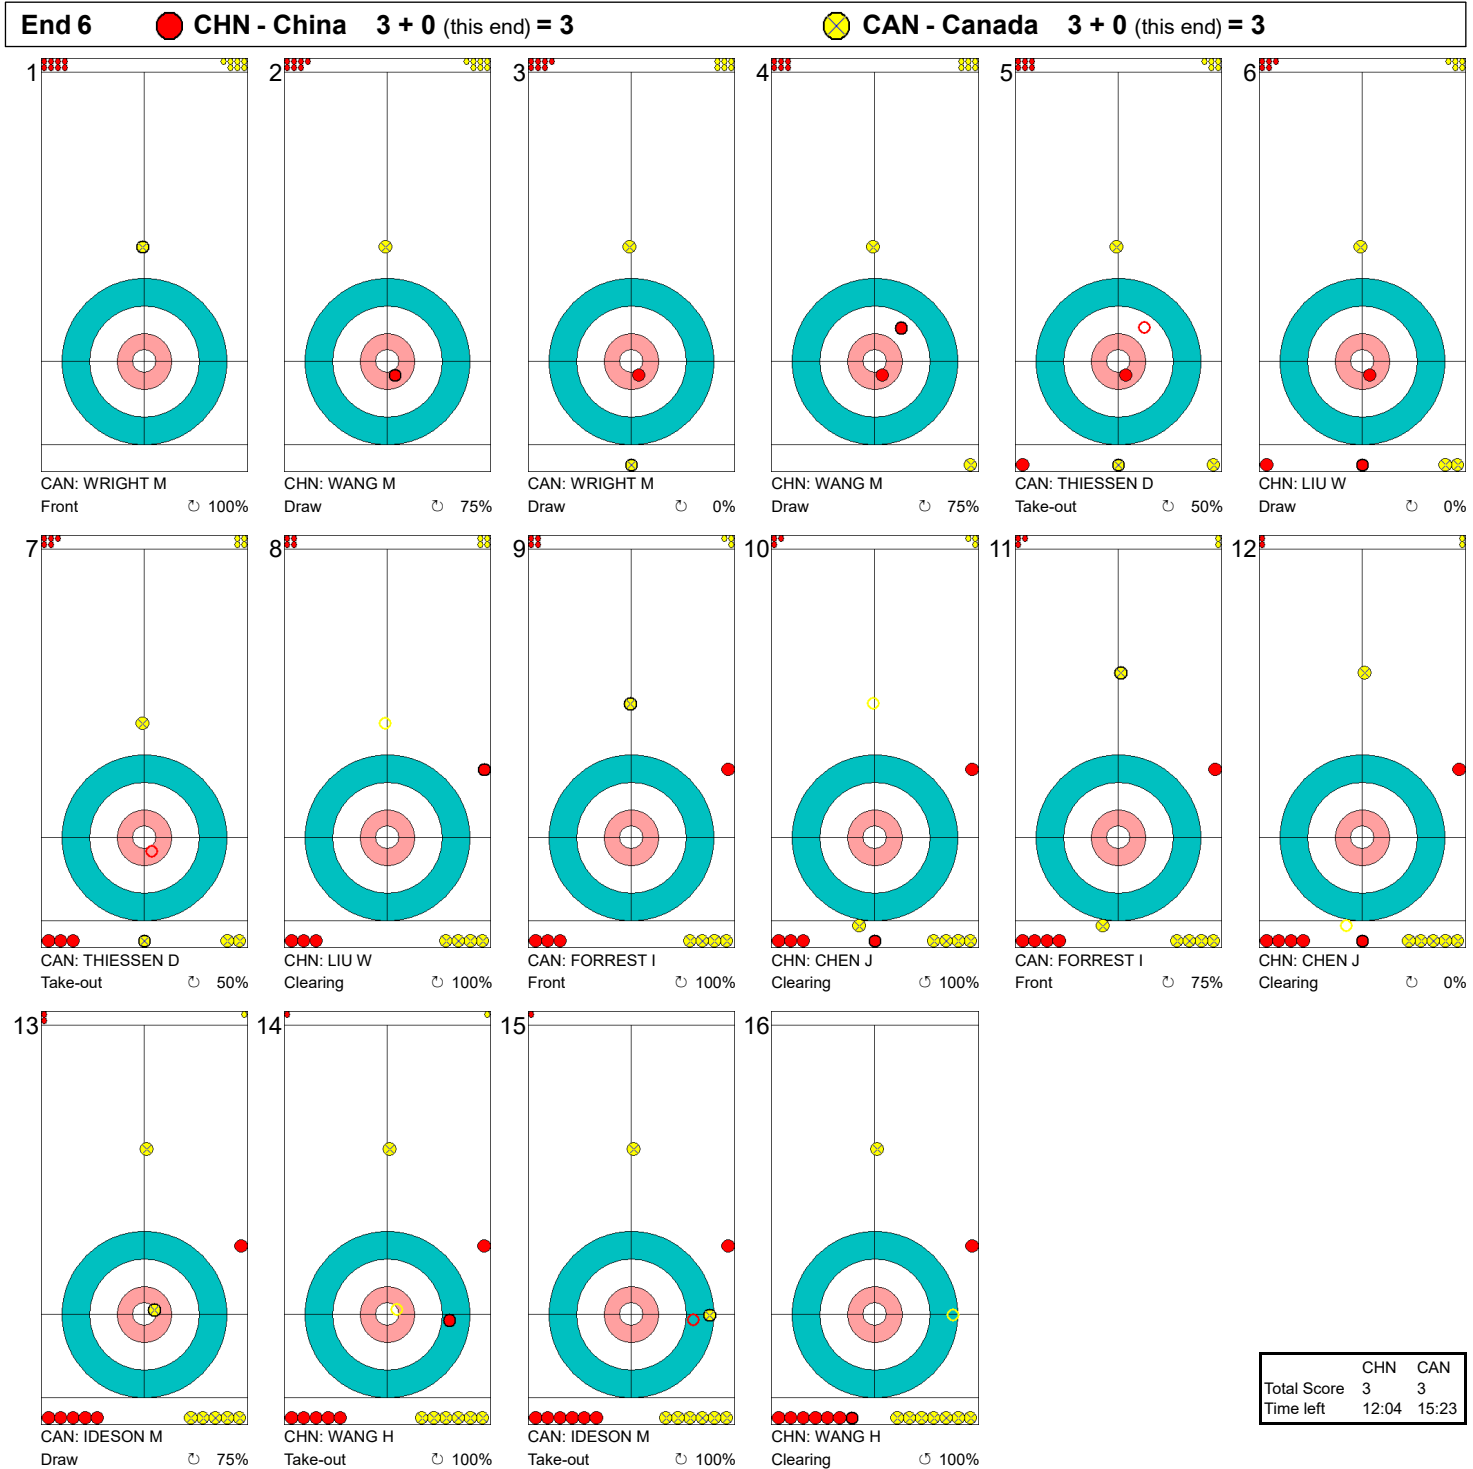 End 6 CHN - China 3 + 0 (this end) = 3 CAN - Canada 3 + 0 (this end) = 3
1 2 3 4 5 6
CAN: WRIGHT M CHN: WANG M CAN: WRIGHT M CHN: WANG M CAN: THIESSEN D CHN: LIU W
Front ↻ 100% Draw ↻ 75% Draw ↻ 0% Draw ↻ 75% Take-out ↻ 50% Draw ↻ 0%
7 8 9 10 11 12
CAN: THIESSEN D CHN: LIU W CAN: FORREST I CHN: CHEN J CAN: FORREST I CHN: CHEN J
Take-out ↻ 50% Clearing ↻ 100% Front ↻ 100% Clearing ↺ 100% Front ↻ 75% Clearing ↻ 0%
13 14 15 16
CAN: IDESON M CHN: WANG H CAN: IDESON M CHN: WANG H
Draw ↻ 75% Take-out ↻ 100% Take-out ↻ 100% Clearing ↺ 100%
CHN CAN
Total Score 3 3
Time left 12:04 15:23